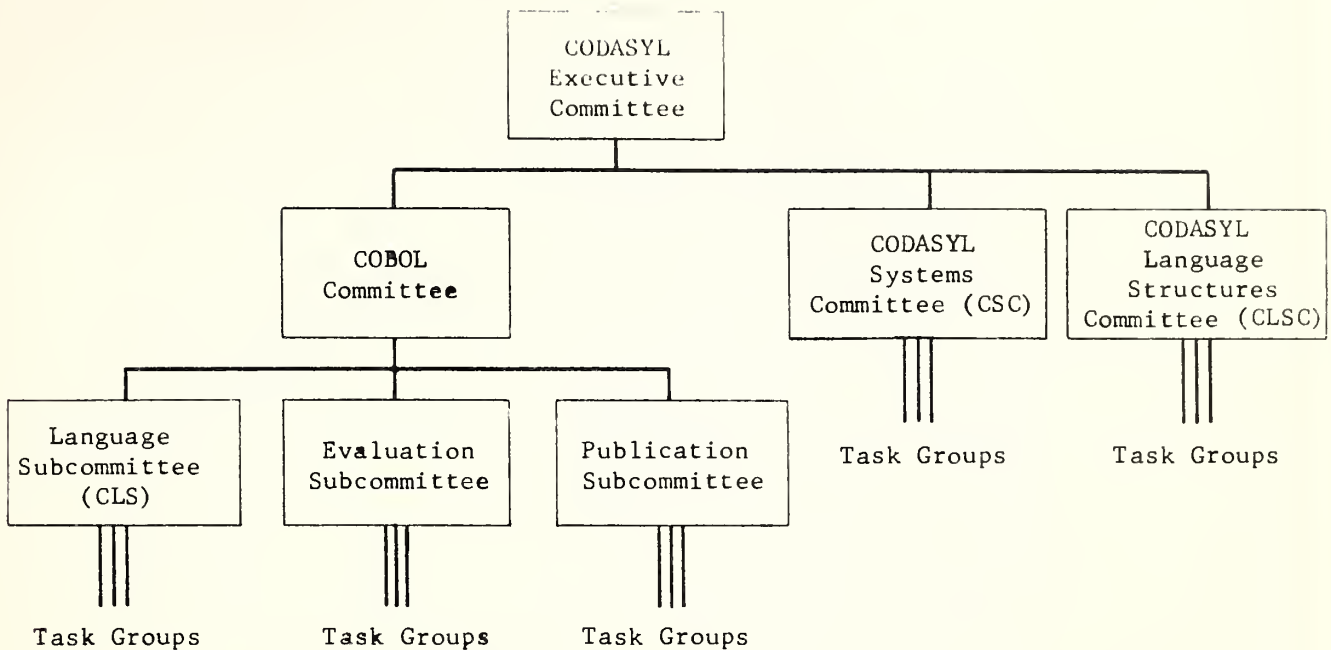 CODASYL
Executive
Committee
COBOL
Committee
CODASYL
Systems
Committee (CSC)
CODASYL
Language
Structures
Committee (CLSC)
Language
Subcommittee
(CLS)
Evaluation
Subcommittee
Publication
Subcommittee
Task Groups
Task Groups
Task Groups
Task Groups
Task Groups